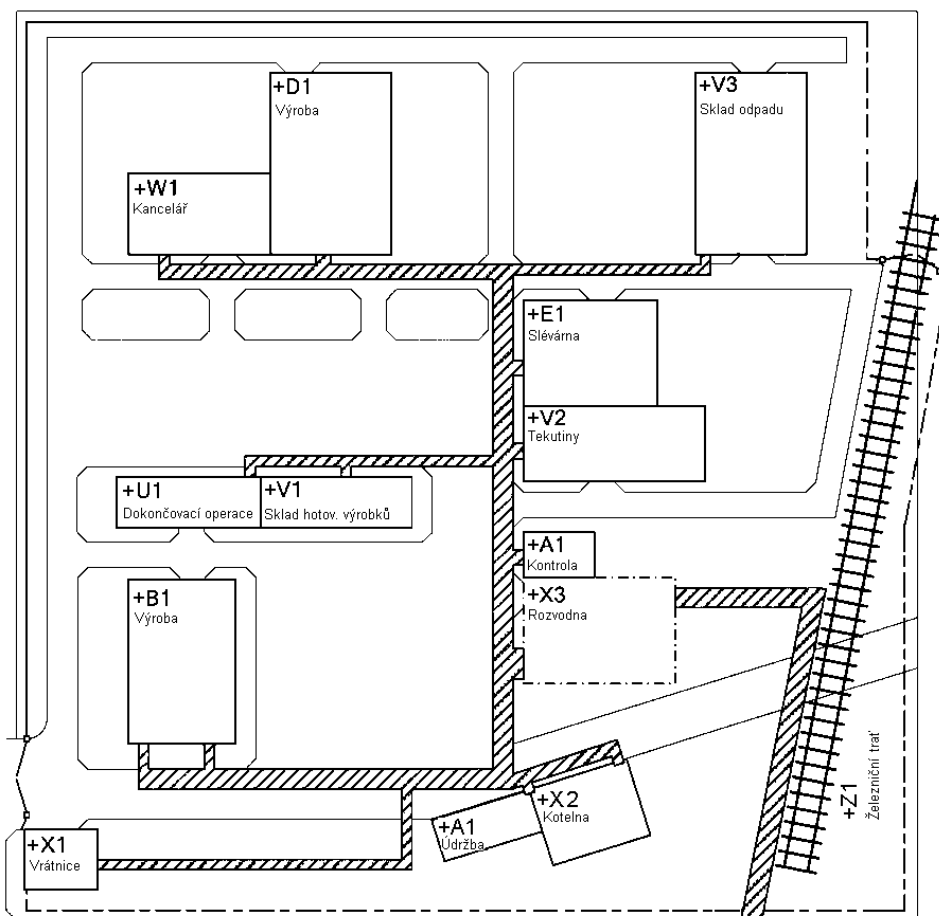 +D1
Výroba
+V3
Sklad odpadu
+W1
Kancelář
+E1
Slévárna
+V2
Tekutiny
+U1
Dokončovací operace
+V1
Sklad hotov. výrobků
+A1
Kontrola
+X3
Rozvodna
+B1
Výroba
+Z1
Železniční trať
+X2
Kotelna
+A1
Údržba
+X1
Vrátnice